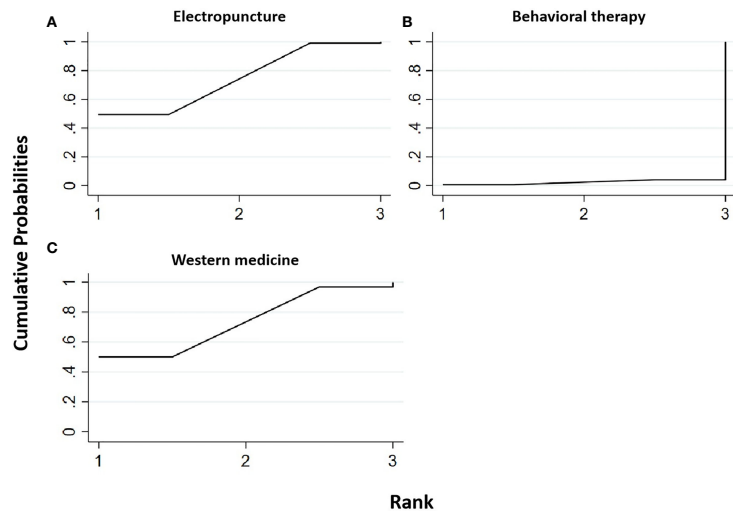 A
Electropuncture
1
.8
.6
.4
.2
0
1 2 3
B
Behavioral therapy
1
.8
.6
.4
.2
0
1 2 3
C
Western medicine
1
.8
.6
.4
.2
0
1 2 3
Cumulative Probabilities
Rank